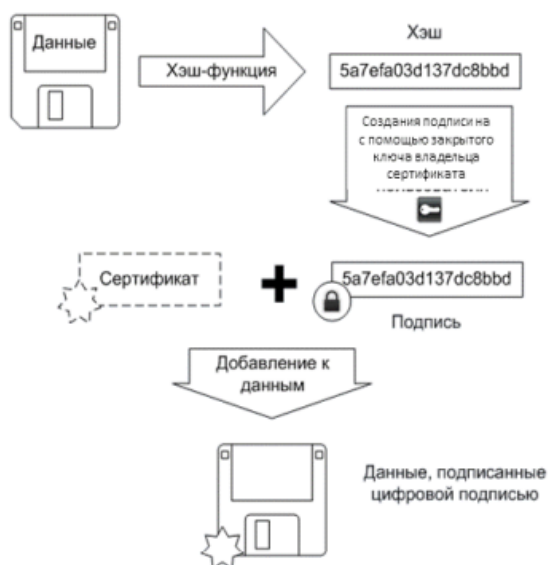 Данные
Хэш-функция
Хэш
5a7efa03d137dc8bbd
Создания подписи на
с помощью закрытого
ключа владельца
сертификата
Сертификат
5a7efa03d137dc8bbd
Подпись
Добавление к
данным
Данные, подписанные
цифровой подписью